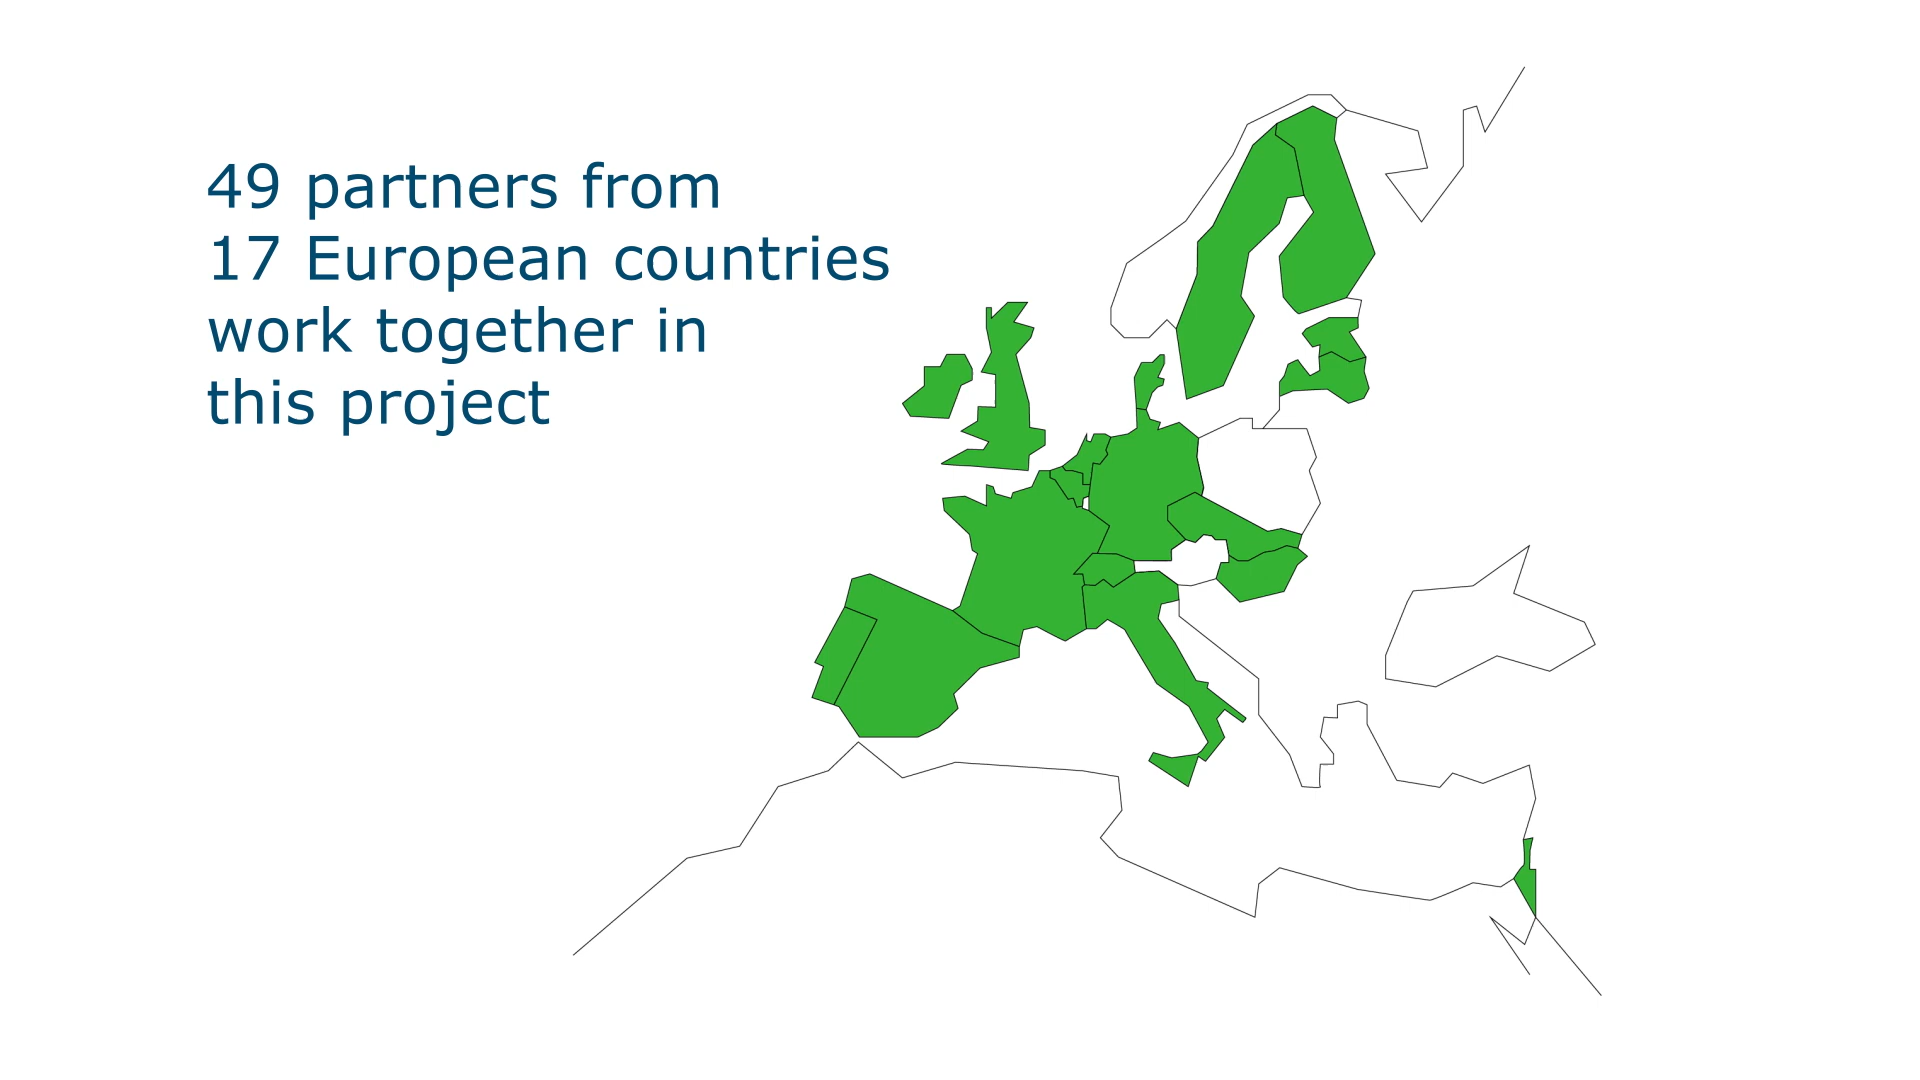 49 partners from
17 European countries
work together in
this project